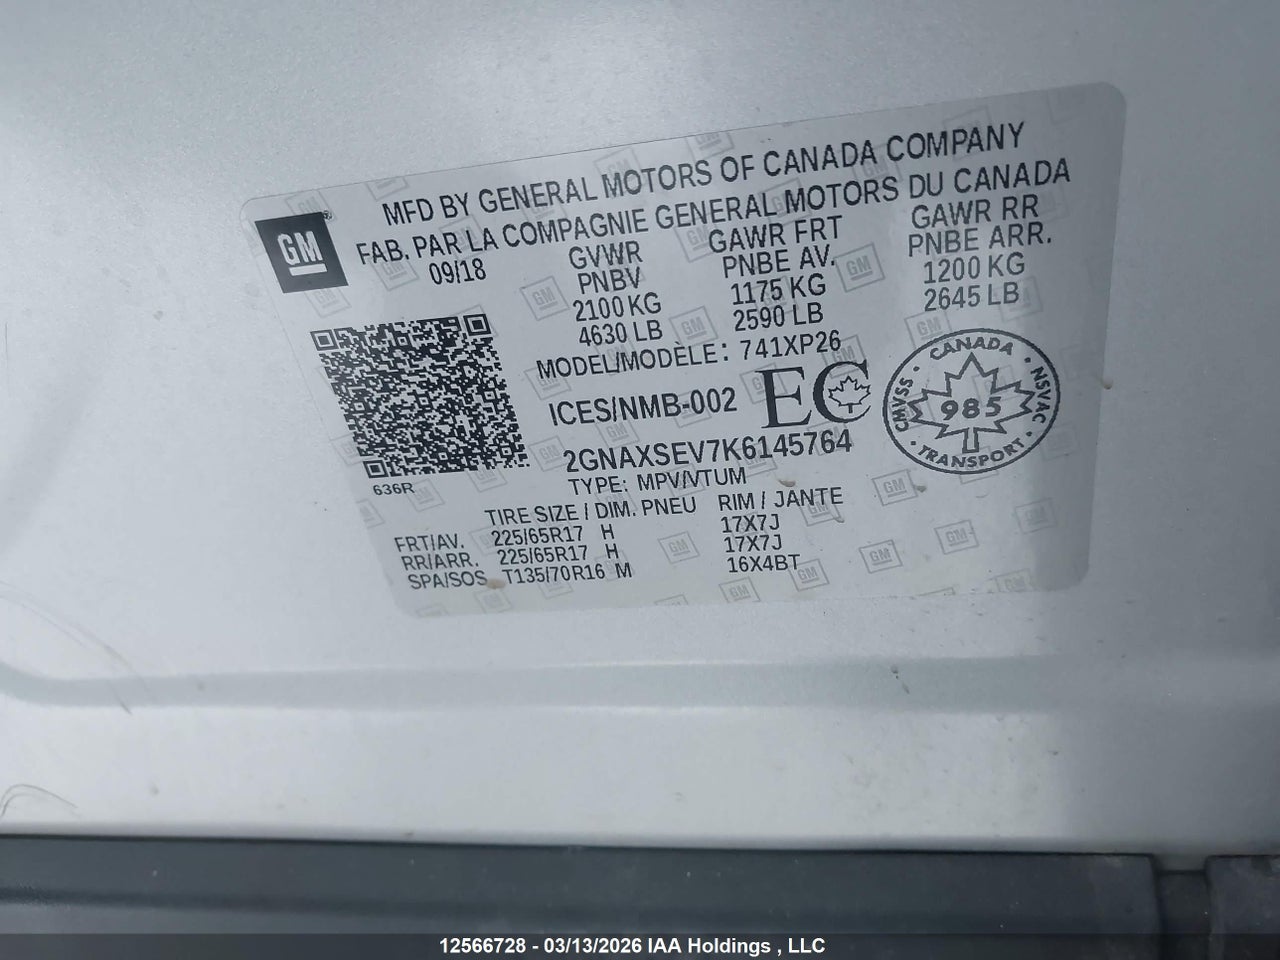 MFD BY GENERAL MOTORS OF CANADA COMPANY
FAB. PAR LA COMPAGNIE GENERAL MOTORS DU CANADA
GM
09/18 GVWR GAWR FRT GAWR RR
PNBV PNBE AV. PNBE ARR.
2100 KG 1175 KG 1200 KG
4630 LB 2590 LB 2645 LB
MODEL/MODÈLE: 741XP26
ICES/NMB-002 EC
CANADA
CMVSS 985 NSVAC
TRANSPORT
2GNAXSEV7K6145764
636R
TYPE: MPV/VTUM
TIRE SIZE / DIM. PNEU RIM / JANTE
FRT/AV. 225/65R17 H 17X7J
RR/ARR. 225/65R17 H 17X7J
SPA/SOS T135/70R16 M 16X4BT
12566728 - 03/13/2026 IAA Holdings , LLC